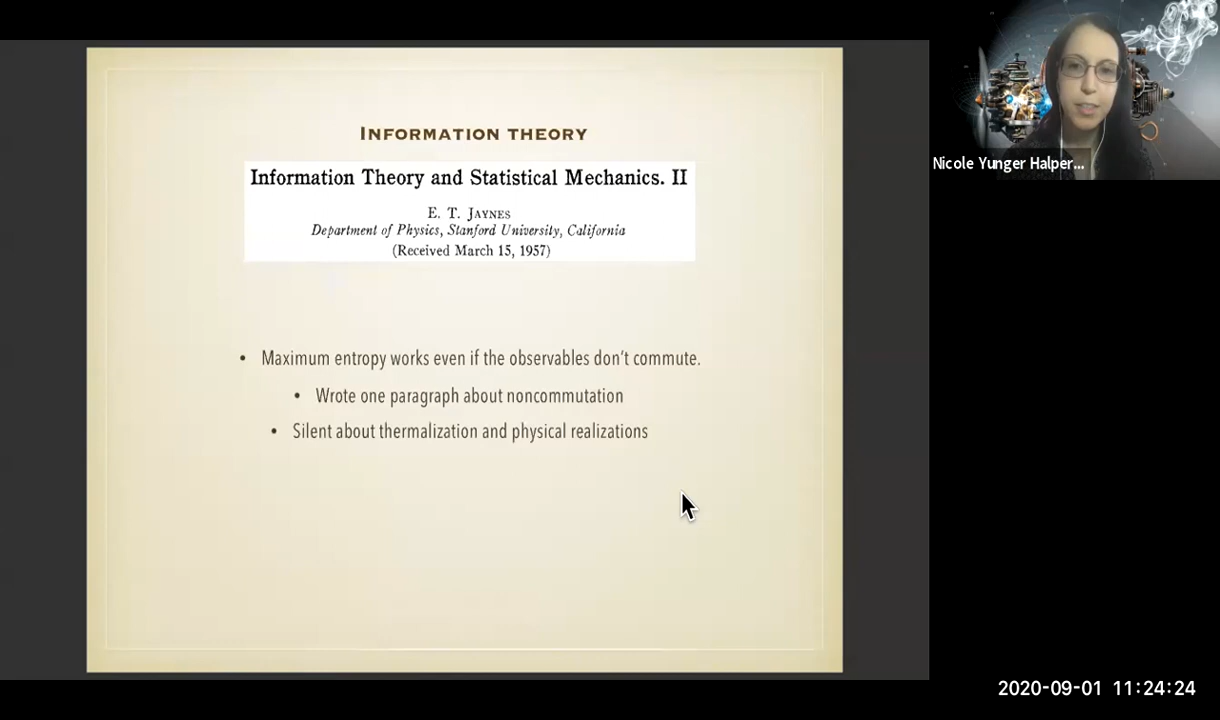 INFORMATION THEORY
Information Theory and Statistical Mechanics. II
E. T. JAYNES
Department of Physics, Stanford University, California
(Received March 15, 1957)
• Maximum entropy works even if the observables don't commute.
• Wrote one paragraph about noncommutation
• Silent about thermalization and physical realizations
Nicole Yunger Halper...
2020-09-01 11:24:24